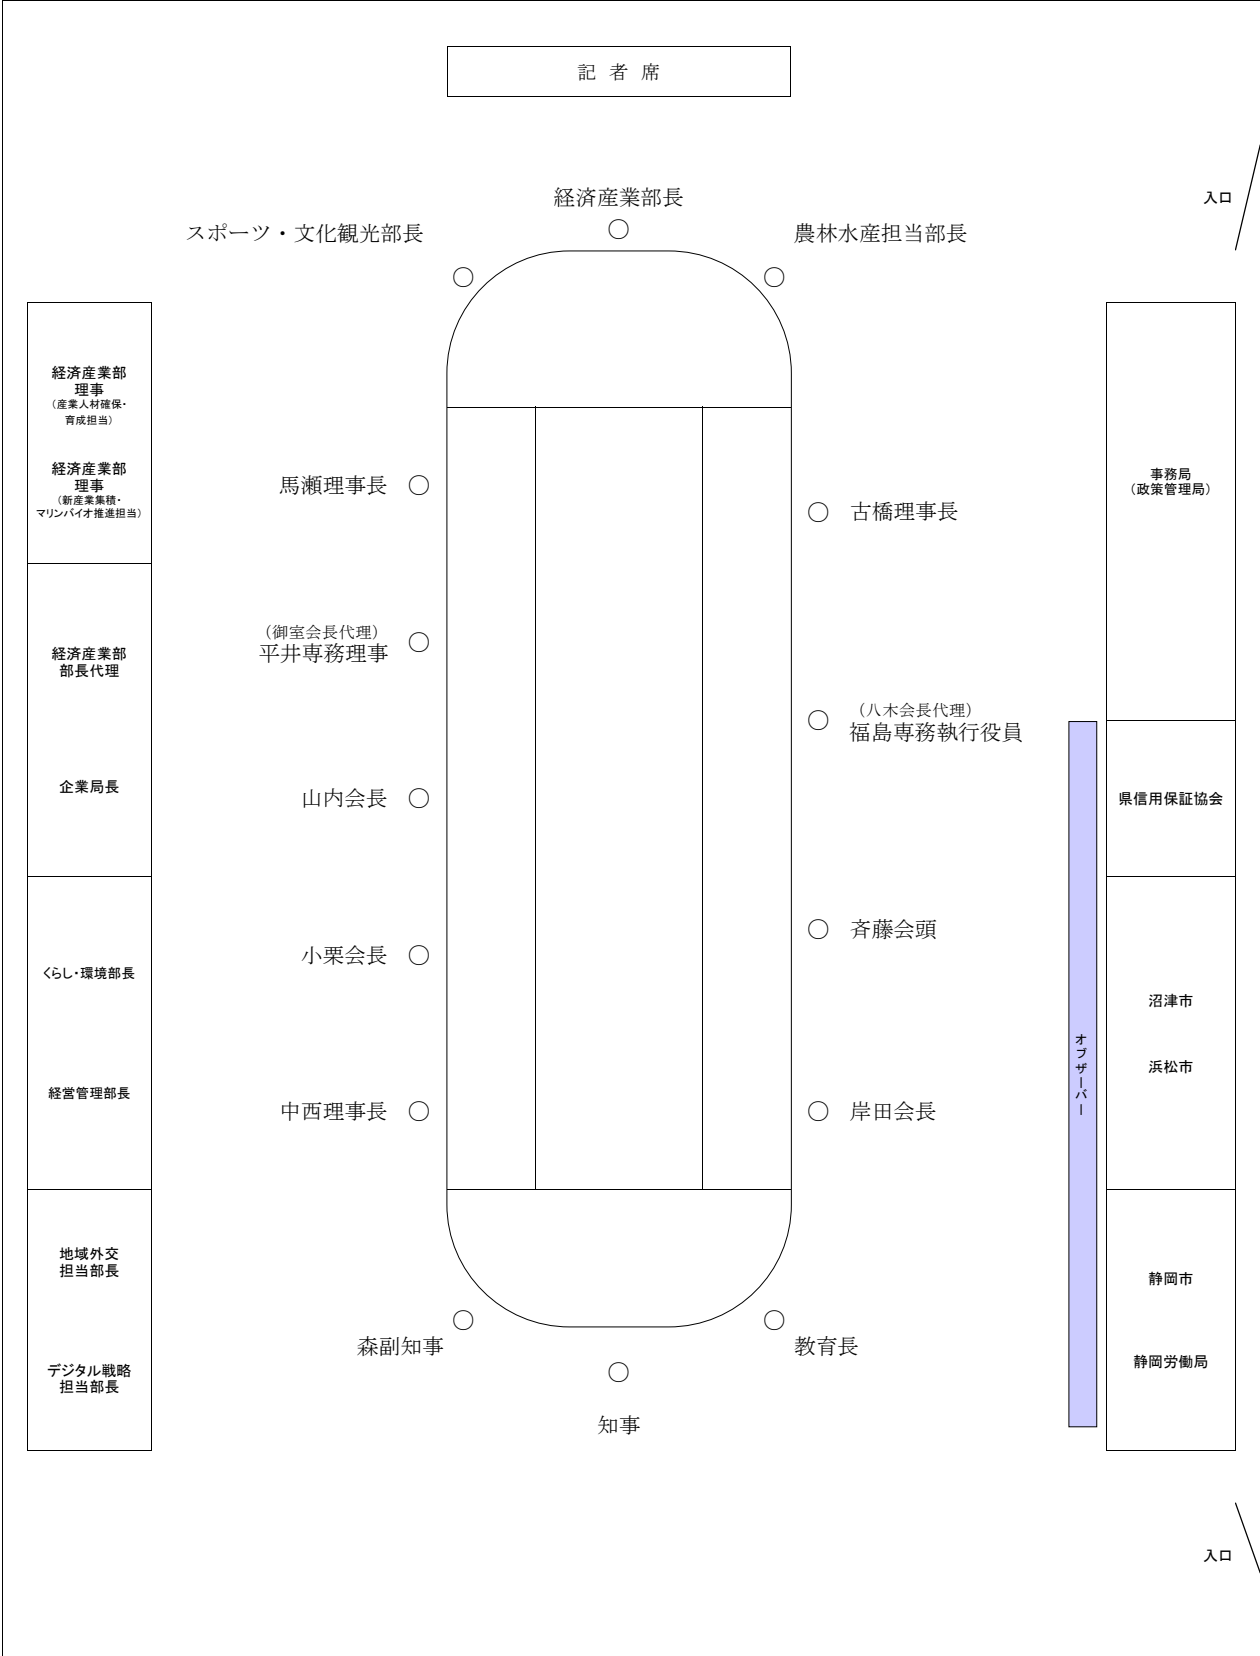 記者席
入口
経済産業部長
スポーツ・文化観光部長
農林水産担当部長
経済産業部
理事
（産業人材確保・
育成担当）
経済産業部
理事
（新産業集積・
マリンバイオ推進担当）
経済産業部
部長代理
企業局長
くらし・環境部長
経営管理部長
地域外交
担当部長
デジタル戦略
担当部長
馬瀬理事長
（御室会長代理）
平井専務理事
山内会長
小栗会長
中西理事長
古橋理事長
（八木会長代理）
福島専務執行役員
斉藤会頭
岸田会長
森副知事
教育長
知事
オブザーバー
事務局
（政策管理局）
県信用保証協会
沼津市
浜松市
静岡市
静岡労働局
入口